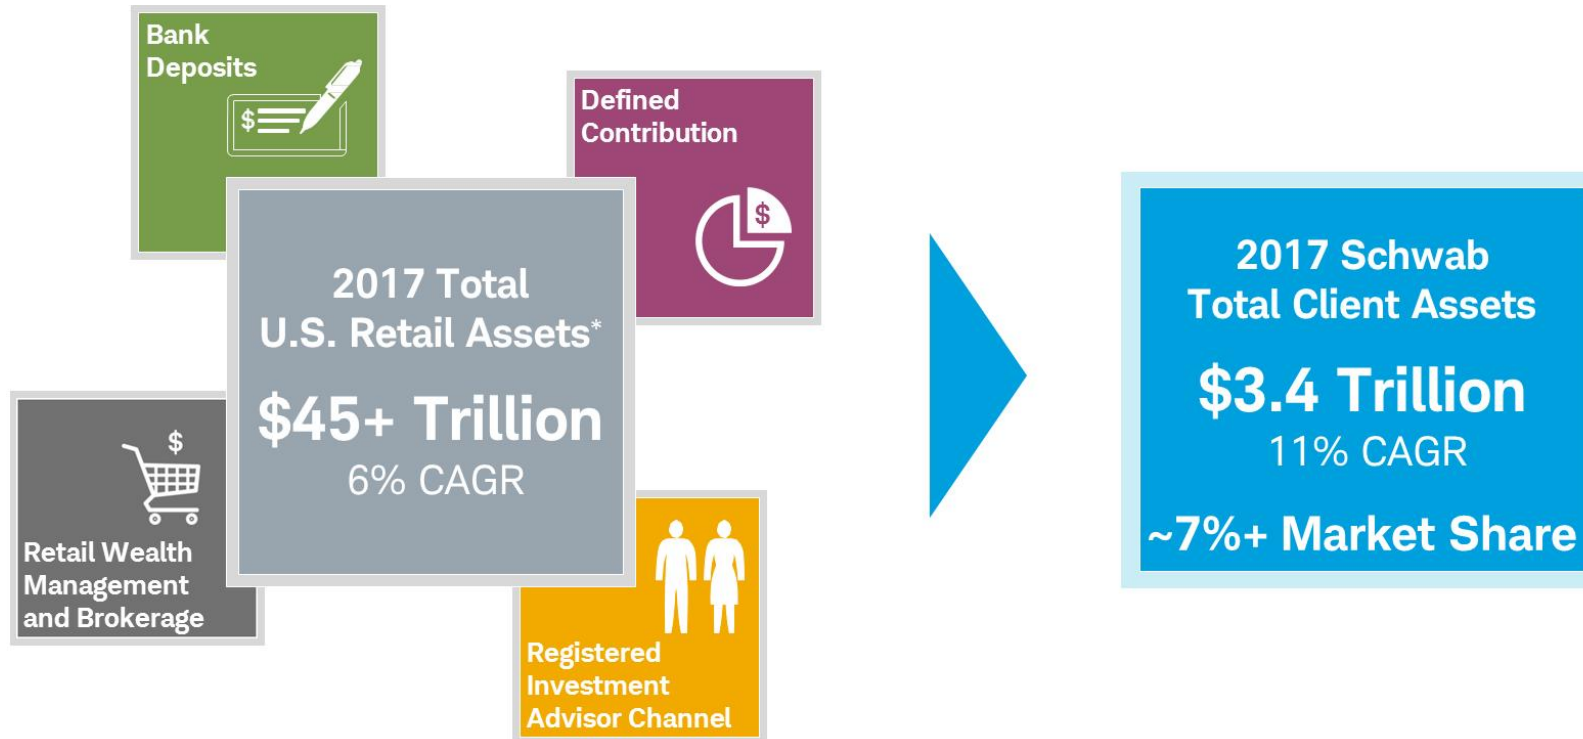 Bank
Deposits
$
Defined
Contribution
$
2017 Total
U.S. Retail Assets*
$45+ Trillion
6% CAGR
$
Retail Wealth
Management
and Brokerage
Registered
Investment
Advisor Channel
2017 Schwab
Total Client Assets
$3.4 Trillion
11% CAGR
~7%+ Market Share